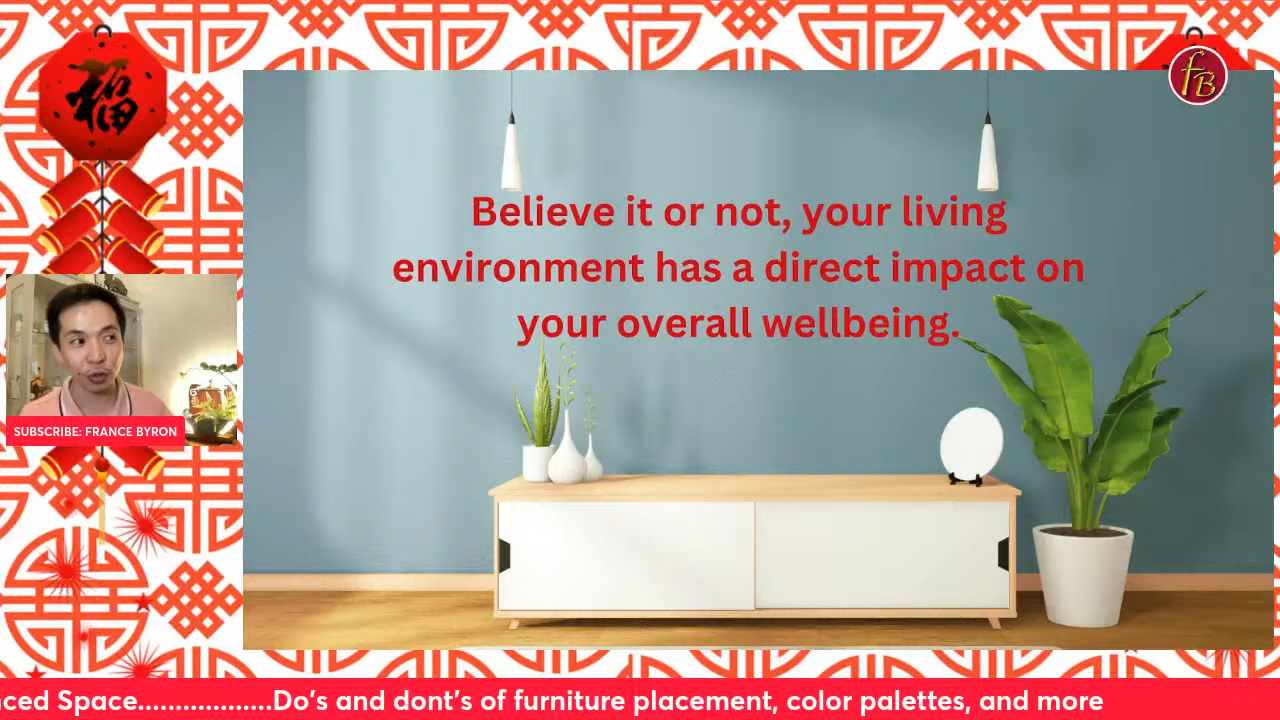 福
fB
Believe it or not, your living
environment has a direct impact on
your overall wellbeing.
SUBSCRIBE: FRANCE BYRON
nced Space..................Do's and dont's of furniture placement, color palettes, and more